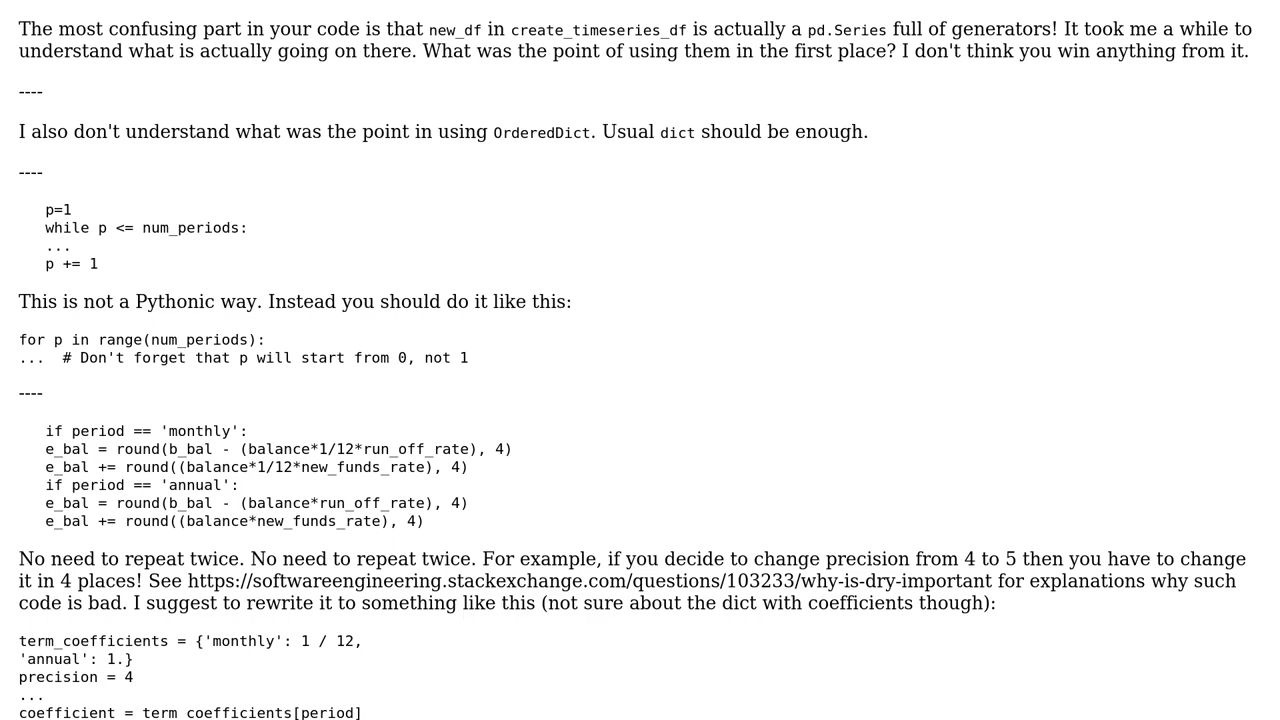 The most confusing part in your code is that new_df in create_timeseries_df is actually a pd.Series full of generators! It took me a while to
understand what is actually going on there. What was the point of using them in the first place? I don't think you win anything from it.
----
I also don't understand what was the point in using OrderedDict. Usual dict should be enough.
----
p=1
while p <= num_periods:
...
p += 1
This is not a Pythonic way. Instead you should do it like this:
for p in range(num_periods):
...  # Don't forget that p will start from 0, not 1
----
if period == 'monthly':
e_bal = round(b_bal - (balance*1/12*run_off_rate), 4)
e_bal += round((balance*1/12*new_funds_rate), 4)
if period == 'annual':
e_bal = round(b_bal - (balance*run_off_rate), 4)
e_bal += round((balance*new_funds_rate), 4)
No need to repeat twice. No need to repeat twice. For example, if you decide to change precision from 4 to 5 then you have to change
it in 4 places! See https://softwareengineering.stackexchange.com/questions/103233/why-is-dry-important for explanations why such
code is bad. I suggest to rewrite it to something like this (not sure about the dict with coefficients though):
term_coefficients = {'monthly': 1 / 12,
'annual': 1.}
precision = 4
...
coefficient = term_coefficients[period]